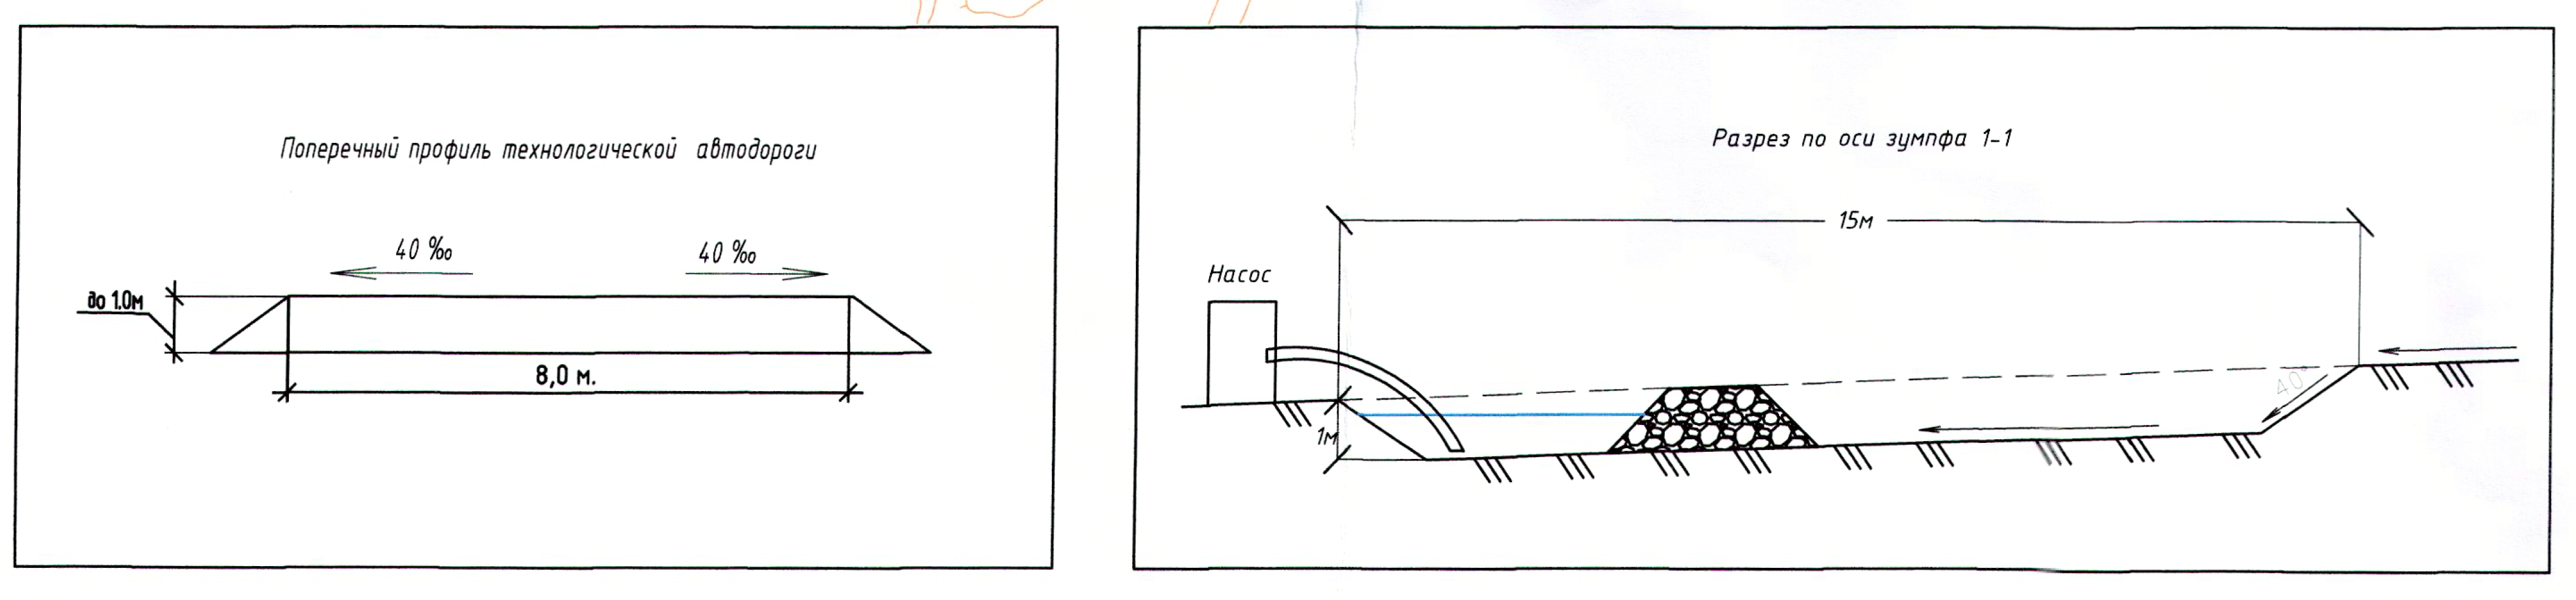 Поперечный профиль технологической автодороги
40 ‰
40 ‰
до 1.0м
8,0 м.
Разрез по оси зумпфа 1-1
15м
Насос
40°
1м